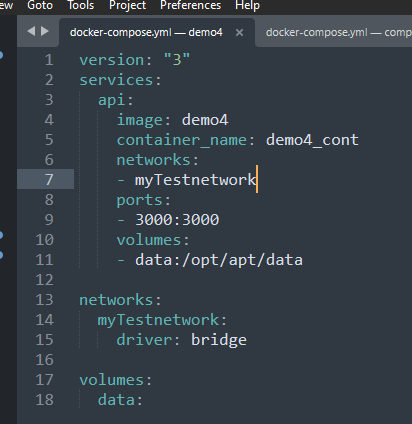 ew Goto Tools Project Preferences Help
docker-compose.yml — demo4 × docker-compose.yml — comp
1 version: "3"
2 services:
3 api:
4 image: demo4
5 container_name: demo4_cont
6 networks:
7 - myTestnetwork
8 ports:
9 - 3000:3000
10 volumes:
11 - data:/opt/apt/data
12
13 networks:
14 myTestnetwork:
15 driver: bridge
16
17 volumes:
18 data: